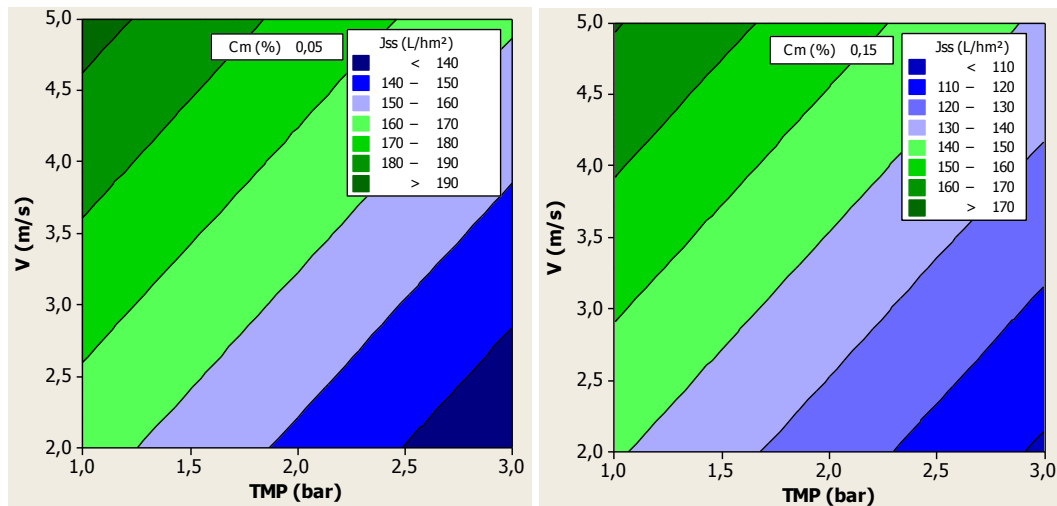 5,0
4,5
4,0
3,5
3,0
2,5
2,0
V (m/s)
1,0 1,5 2,0 2,5 3,0
TMP (bar)
Cm (%) 0,05
Jss (L/hm²)
< 140
140 – 150
150 – 160
160 – 170
170 – 180
180 – 190
> 190
5,0
4,5
4,0
3,5
3,0
2,5
2,0
V (m/s)
1,0 1,5 2,0 2,5 3,0
TMP (bar)
Cm (%) 0,15
Jss (L/hm²)
< 110
110 – 120
120 – 130
130 – 140
140 – 150
150 – 160
160 – 170
> 170